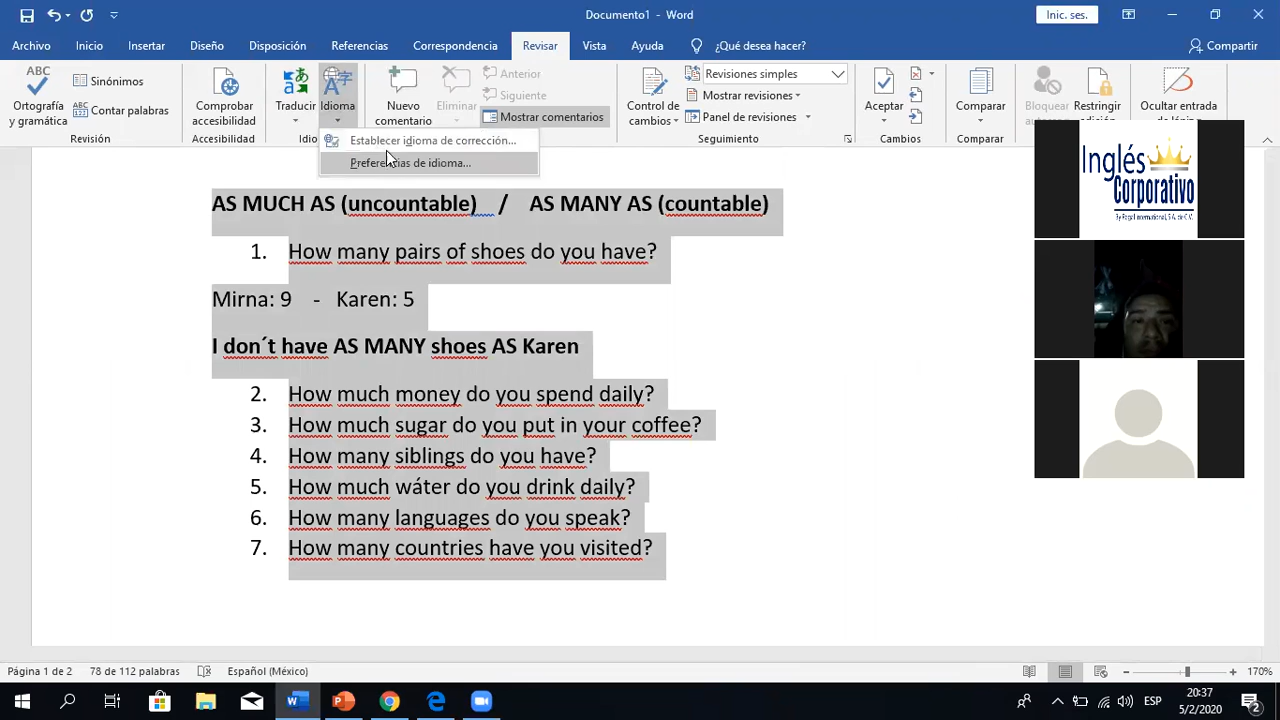 Documento1 - Word
Inic. ses.
Archivo Inicio Insertar Diseño Disposición Referencias Correspondencia Revisar Vista Ayuda ¿Qué desea hacer? Compartir
ABC
Ortografía y gramática
Sinónimos
Contar palabras
Revisión
Comprobar accesibilidad
Accesibilidad
Traducir
Idioma
Idio
Nuevo comentario
Eliminar
Anterior
Siguiente
Mostrar comentarios
Control de cambios
Revisiones simples
Mostrar revisiones
Panel de revisiones
Seguimiento
Aceptar
Cambios
Comparar
Comparar
Bloquear
Restringir edición
Ocultar entrada
Establecer idioma de corrección...
Preferencias de idioma...
AS MUCH AS (uncountable) / AS MANY AS (countable)
1. How many pairs of shoes do you have?
Mirna: 9 - Karen: 5
I don´t have AS MANY shoes AS Karen
2. How much money do you spend daily?
3. How much sugar do you put in your coffee?
4. How many siblings do you have?
5. How much wáter do you drink daily?
6. How many languages do you speak?
7. How many countries have you visited?
Inglés
Corporativo
By Regal International, S.A. de C.V.
Página 1 de 2 78 de 112 palabras Español (México) 170%
ESP
20:37
5/2/2020
2